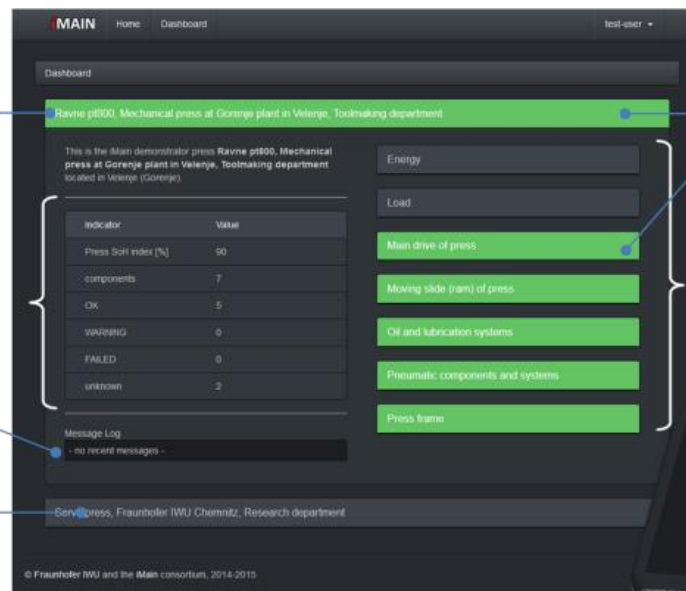 iMAIN Home Dashboard test-user
Dashboard
Ravne pt800, Mechanical press at Gorenje plant in Velenje, Toolmaking department
This is the iMain demonstrator press Ravne pt800, Mechanical
press at Gorenje plant in Velenje, Toolmaking department
located in Velenje (Gorenje).
Indicator Value
Press SoH index [%] 90
components 7
OK 5
WARNING 0
FAILED 0
unknown 2
Message Log
- no recent messages -
Energy
Load
Main drive of press
Moving slide (ram) of press
Oil and lubrication systems
Pneumatic components and systems
Press frame
Servo press, Fraunhofer IWU Chemnitz, Research department
© Fraunhofer IWU and the iMain consortium, 2014-2015